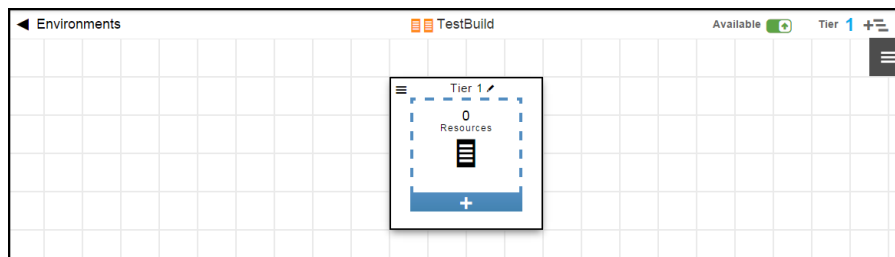 Environments
TestBuild
Available
Tier 1
Tier 1
0
Resources